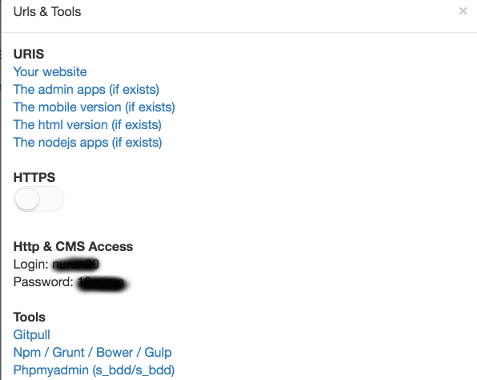 Urls & Tools ×
URIS
Your website
The admin apps (if exists)
The mobile version (if exists)
The html version (if exists)
The nodejs apps (if exists)
HTTPS
Http & CMS Access
Login:
Password:
Tools
Gitpull
Npm / Grunt / Bower / Gulp
Phpmyadmin (s_bdd/s_bdd)